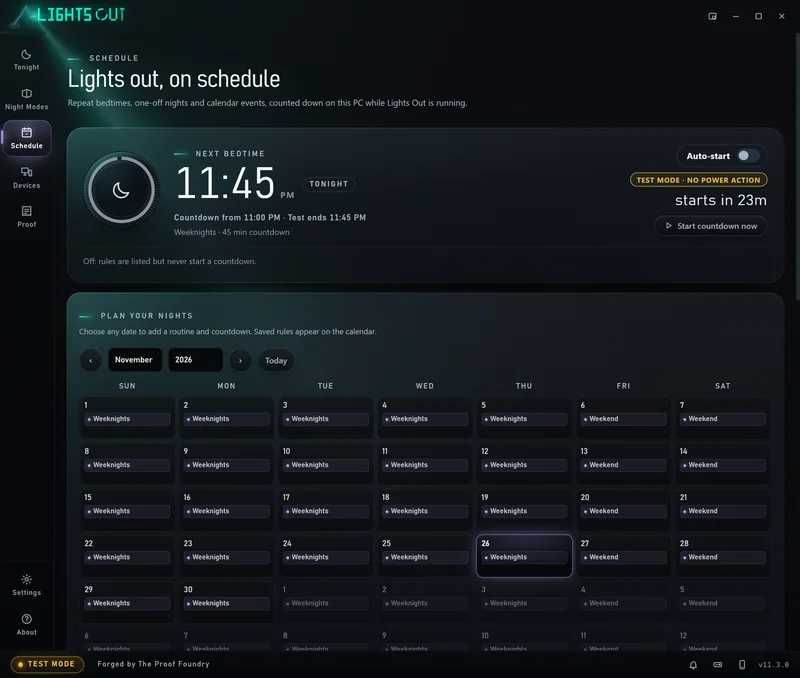 LIGHTS OUT
Tonight
Night Modes
Schedule
Devices
Proof
Settings
About
SCHEDULE
Lights out, on schedule
Repeat bedtimes, one-off nights and calendar events, counted down on this PC while Lights Out is running.
NEXT BEDTIME
11:45 PM TONIGHT
Countdown from 11:00 PM · Test ends 11:45 PM
Weeknights · 45 min countdown
Auto-start
TEST MODE - NO POWER ACTION
starts in 23m
Start countdown now
Off: rules are listed but never start a countdown.
PLAN YOUR NIGHTS
Choose any date to add a routine and countdown. Saved rules appear on the calendar.
‹ November 2026 › Today
SUN MON TUE WED THU FRI SAT
1 2 3 4 5 6 7
Weeknights Weeknights Weeknights Weeknights Weeknights Weekend Weekend
8 9 10 11 12 13 14
Weeknights Weeknights Weeknights Weeknights Weeknights Weekend Weekend
15 16 17 18 19 20 21
Weeknights Weeknights Weeknights Weeknights Weeknights Weekend Weekend
22 23 24 25 26 27 28
Weeknights Weeknights Weeknights Weeknights Weeknights Weekend Weekend
29 30 1 2 3 4 5
Weeknights Weeknights Weeknights Weeknights Weeknights Weekend Weekend
6 7 8 9 10 11 12
Weeknights Weeknights Weeknights Weeknights Weeknights Weekend Weekend
TEST MODE
Forged by The Proof Foundry
v11.3.0